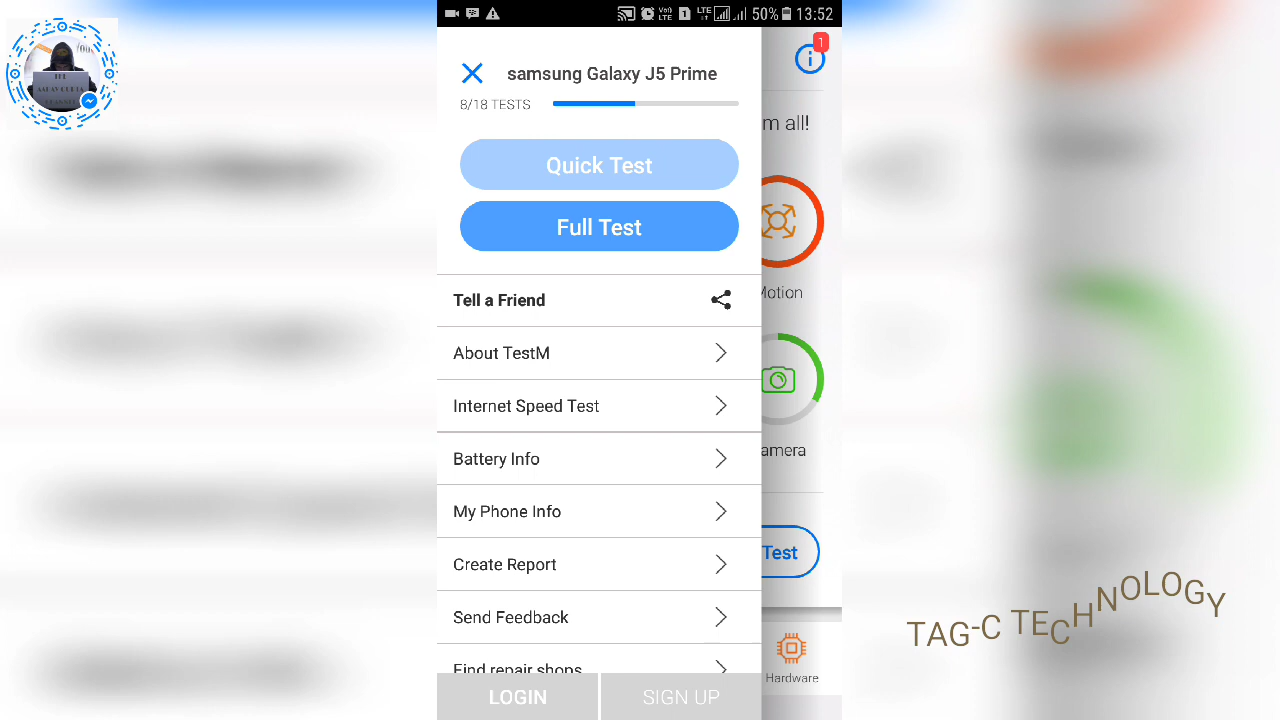 50% 13:52
samsung Galaxy J5 Prime
1
8/18 TESTS
m all!
Quick Test
Full Test
Motion
Tell a Friend
About TestM
Internet Speed Test
amera
Battery Info
My Phone Info
Test
Create Report
Send Feedback
Find repair shops
Hardware
LOGIN
SIGN UP
TAG-C TECHNOLOGY